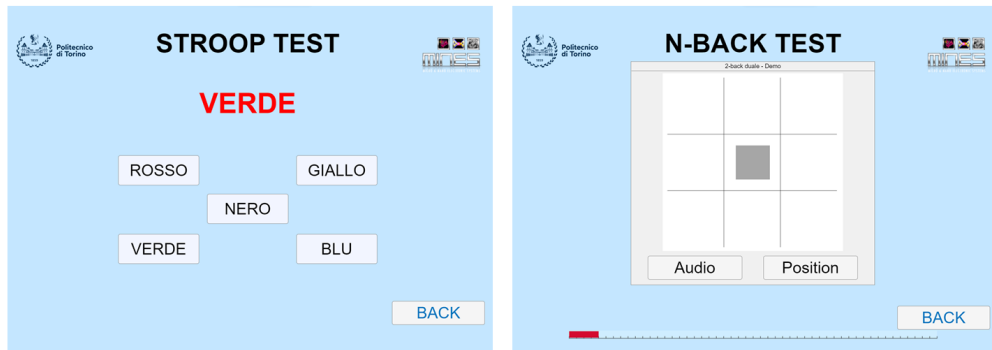 Politecnico
di Torino
STROOP TEST
VERDE
ROSSO
GIALLO
NERO
VERDE
BLU
BACK
Politecnico
di Torino
N-BACK TEST
2-back duale - Demo
Audio
Position
BACK